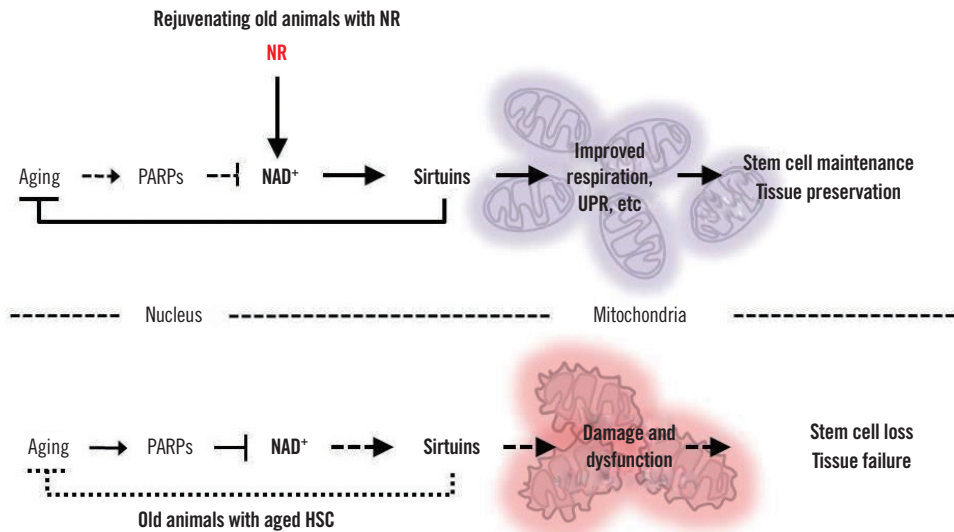 Rejuvenating old animals with NR
NR
Aging PARPs NAD⁺ Sirtuins
Improved
respiration,
UPR, etc
Stem cell maintenance
Tissue preservation
Nucleus Mitochondria
Aging PARPs NAD⁺ Sirtuins
Damage and
dysfunction
Stem cell loss
Tissue failure
Old animals with aged HSC